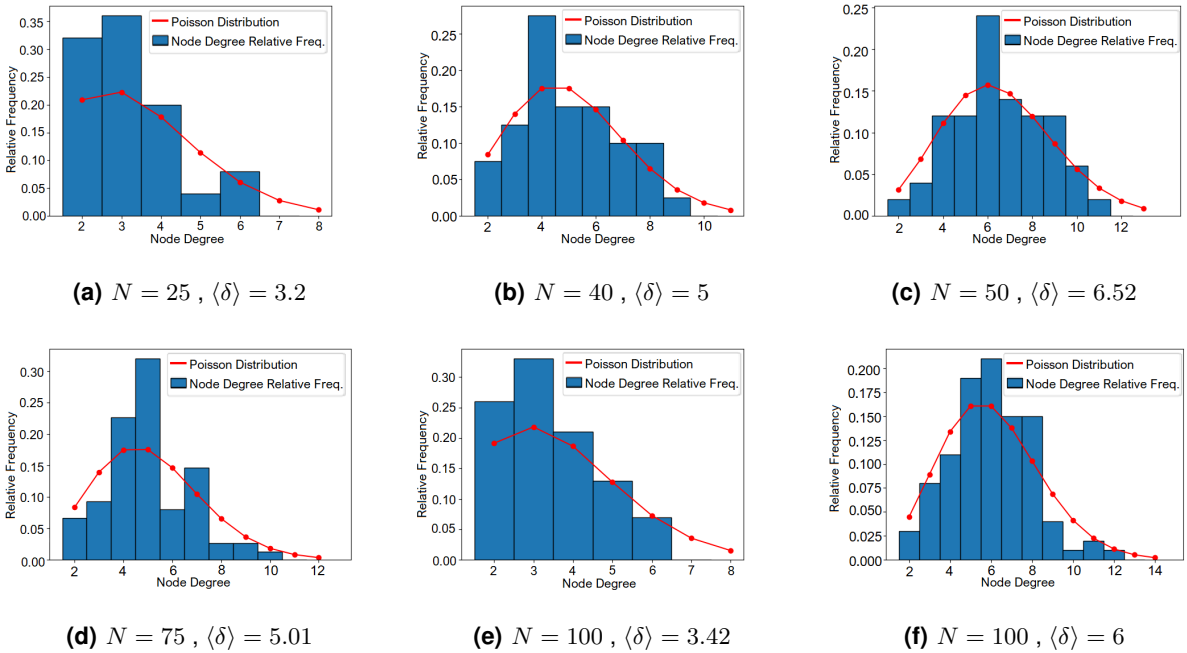 Relative Frequency
0.35
0.30
0.25
0.20
0.15
0.10
0.05
0.00
Poisson Distribution
Node Degree Relative Freq.
2 3 4 5 6 7 8
Node Degree
(a) N = 25 , ⟨δ⟩ = 3.2
Relative Frequency
0.25
0.20
0.15
0.10
0.05
0.00
Poisson Distribution
Node Degree Relative Freq.
2 4 6 8 10
Node Degree
(b) N = 40 , ⟨δ⟩ = 5
Relative Frequency
0.25
0.20
0.15
0.10
0.05
0.00
Poisson Distribution
Node Degree Relative Freq.
2 4 6 8 10 12
Node Degree
(c) N = 50 , ⟨δ⟩ = 6.52
Relative Frequency
0.30
0.25
0.20
0.15
0.10
0.05
0.00
Poisson Distribution
Node Degree Relative Freq.
2 4 6 8 10 12
Node Degree
(d) N = 75 , ⟨δ⟩ = 5.01
Relative Frequency
0.30
0.25
0.20
0.15
0.10
0.05
0.00
Poisson Distribution
Node Degree Relative Freq.
2 3 4 5 6 7 8
Node Degree
(e) N = 100 , ⟨δ⟩ = 3.42
Relative Frequency
0.200
0.175
0.150
0.125
0.100
0.075
0.050
0.025
0.000
Poisson Distribution
Node Degree Relative Freq.
2 4 6 8 10 12 14
Node Degree
(f) N = 100 , ⟨δ⟩ = 6